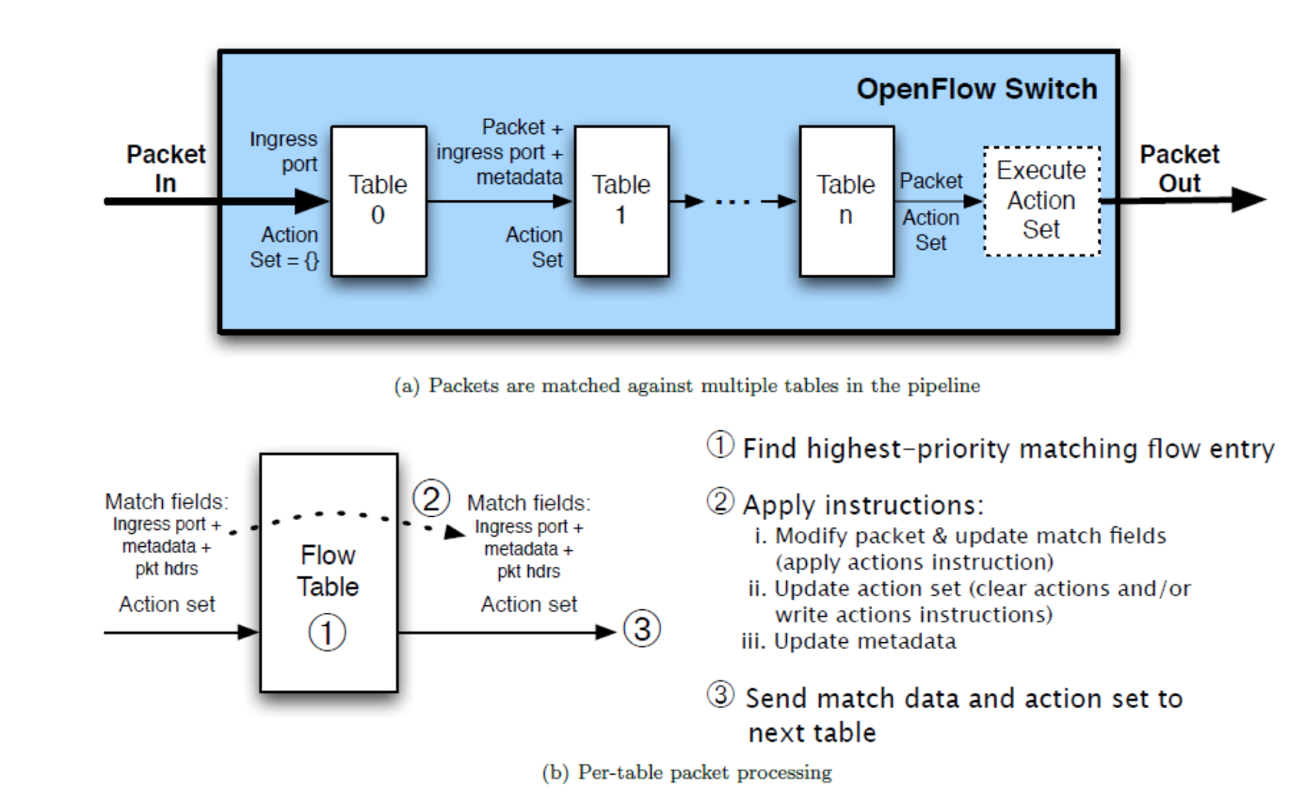 OpenFlow Switch
Packet
In
Ingress
port
Action
Set = {}
Table
0
Packet +
ingress port +
metadata
Action
Set
Table
1
...
Table
n
Packet
Action
Set
Execute
Action
Set
Packet
Out
(a) Packets are matched against multiple tables in the pipeline
Match fields:
Ingress port +
metadata +
pkt hdrs
Action set
Flow
Table
①
②
Match fields:
Ingress port +
metadata +
pkt hdrs
Action set
③
① Find highest-priority matching flow entry
② Apply instructions:
i. Modify packet & update match fields
(apply actions instruction)
ii. Update action set (clear actions and/or
write actions instructions)
iii. Update metadata
③ Send match data and action set to
next table
(b) Per-table packet processing